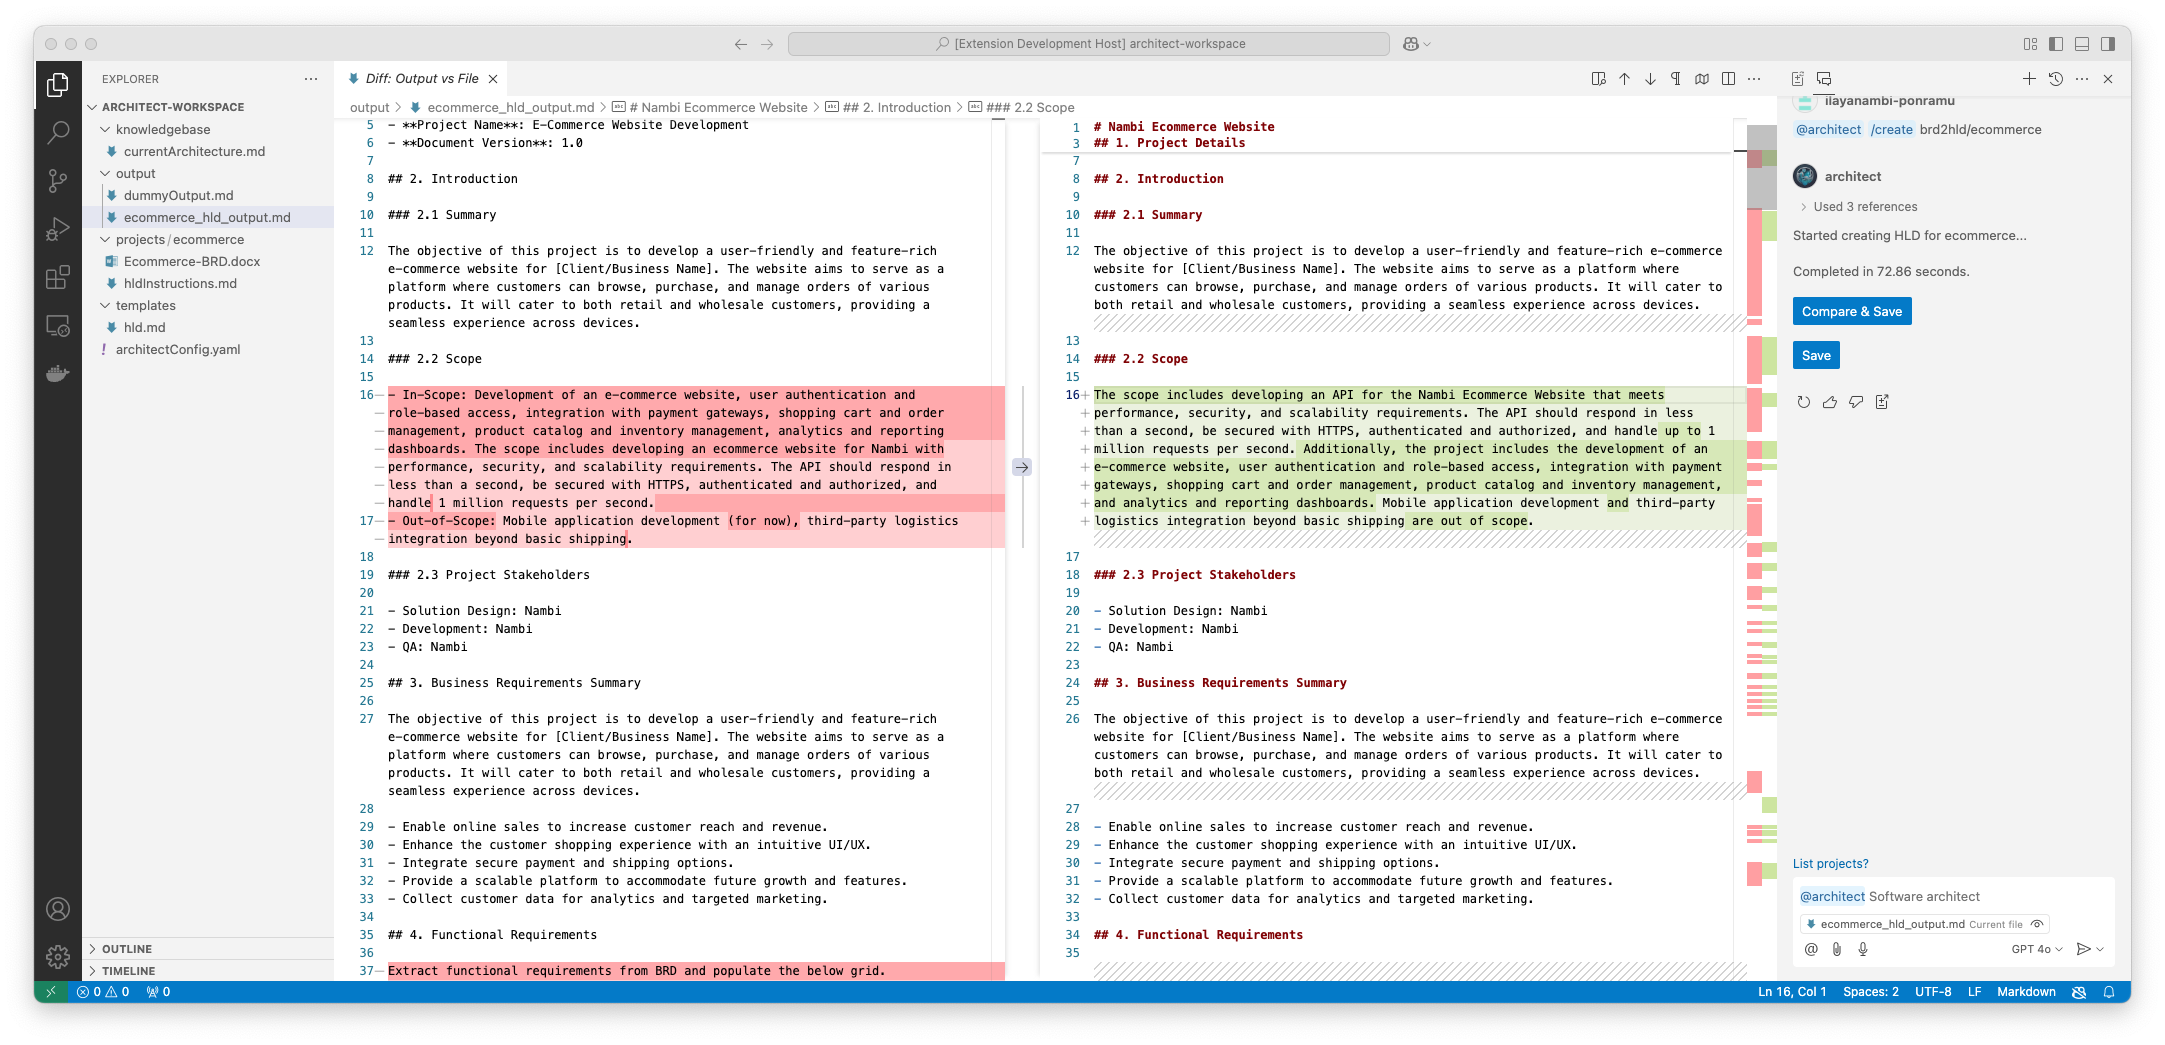 [Extension Development Host] architect-workspace
EXPLORER
ARCHITECT-WORKSPACE
knowledgebase
currentArchitecture.md
output
dummyOutput.md
ecommerce_hld_output.md
projects/ecommerce
Ecommerce-BRD.docx
hldInstructions.md
templates
hld.md
! architectConfig.yaml
OUTLINE
TIMELINE
Diff: Output vs File
output > ecommerce_hld_output.md > # Nambi Ecommerce Website > ## 2. Introduction > ### 2.2 Scope
5 - **Project Name**: E-Commerce Website Development
6 - **Document Version**: 1.0
7
8 ## 2. Introduction
9
10 ### 2.1 Summary
11
12 The objective of this project is to develop a user-friendly and feature-rich
e-commerce website for [Client/Business Name]. The website aims to serve as a
platform where customers can browse, purchase, and manage orders of various
products. It will cater to both retail and wholesale customers, providing a
seamless experience across devices.
13
14 ### 2.2 Scope
15
16 - In-Scope: Development of an e-commerce website, user authentication and
role-based access, integration with payment gateways, shopping cart and order
management, product catalog and inventory management, analytics and reporting
dashboards. The scope includes developing an ecommerce website for Nambi with
performance, security, and scalability requirements. The API should respond in
less than a second, be secured with HTTPS, authenticated and authorized, and
handle 1 million requests per second.
17 - Out-of-Scope: Mobile application development (for now), third-party logistics
integration beyond basic shipping.
18
19 ### 2.3 Project Stakeholders
20
21 - Solution Design: Nambi
22 - Development: Nambi
23 - QA: Nambi
24
25 ## 3. Business Requirements Summary
26
27 The objective of this project is to develop a user-friendly and feature-rich
e-commerce website for [Client/Business Name]. The website aims to serve as a
platform where customers can browse, purchase, and manage orders of various
products. It will cater to both retail and wholesale customers, providing a
seamless experience across devices.
28
29 - Enable online sales to increase customer reach and revenue.
30 - Enhance the customer shopping experience with an intuitive UI/UX.
31 - Integrate secure payment and shipping options.
32 - Provide a scalable platform to accommodate future growth and features.
33 - Collect customer data for analytics and targeted marketing.
34
35 ## 4. Functional Requirements
36
37 Extract functional requirements from BRD and populate the below grid.
1 # Nambi Ecommerce Website
3 ## 1. Project Details
7
8 ## 2. Introduction
9
10 ### 2.1 Summary
11
12 The objective of this project is to develop a user-friendly and feature-rich e-commerce
website for [Client/Business Name]. The website aims to serve as a platform where
customers can browse, purchase, and manage orders of various products. It will cater to
both retail and wholesale customers, providing a seamless experience across devices.
13
14 ### 2.2 Scope
15
16 The scope includes developing an API for the Nambi Ecommerce Website that meets
performance, security, and scalability requirements. The API should respond in less
than a second, be secured with HTTPS, authenticated and authorized, and handle up to 1
million requests per second. Additionally, the project includes the development of an
e-commerce website, user authentication and role-based access, integration with payment
gateways, shopping cart and order management, product catalog and inventory management,
and analytics and reporting dashboards. Mobile application development and third-party
logistics integration beyond basic shipping are out of scope.
17
18 ### 2.3 Project Stakeholders
19
20 - Solution Design: Nambi
21 - Development: Nambi
22 - QA: Nambi
23
24 ## 3. Business Requirements Summary
25
26 The objective of this project is to develop a user-friendly and feature-rich e-commerce
website for [Client/Business Name]. The website aims to serve as a platform where
customers can browse, purchase, and manage orders of various products. It will cater to
both retail and wholesale customers, providing a seamless experience across devices.
27
28 - Enable online sales to increase customer reach and revenue.
29 - Enhance the customer shopping experience with an intuitive UI/UX.
30 - Integrate secure payment and shipping options.
31 - Provide a scalable platform to accommodate future growth and features.
32 - Collect customer data for analytics and targeted marketing.
33
34 ## 4. Functional Requirements
35
ilayanambi-ponramu
@architect /create brd2hld/ecommerce
architect
Used 3 references
Started creating HLD for ecommerce...
Completed in 72.86 seconds.
Compare & Save
Save
List projects?
@architect Software architect
ecommerce_hld_output.md Current file
GPT 4o
0 0 0
Ln 16, Col 1 Spaces: 2 UTF-8 LF Markdown